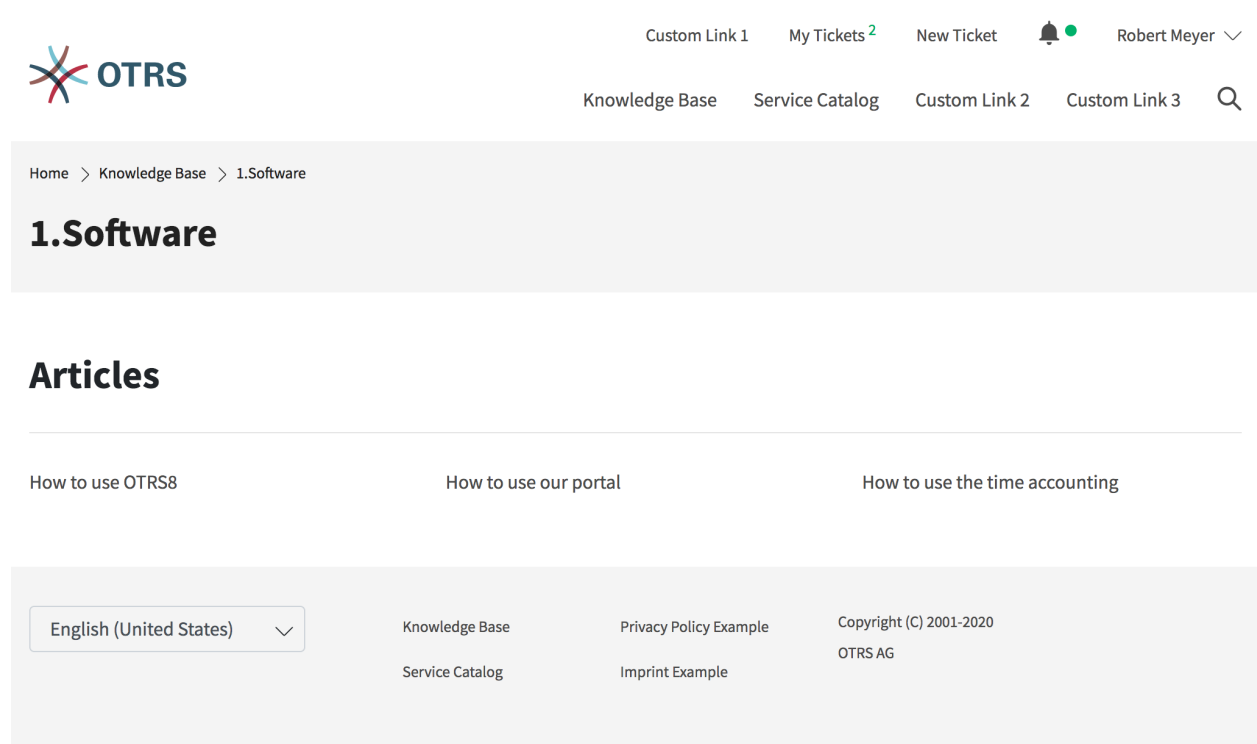 Custom Link 1 My Tickets 2 New Ticket Robert Meyer
OTRS
Knowledge Base Service Catalog Custom Link 2 Custom Link 3
Home Knowledge Base 1.Software
1.Software
Articles
How to use OTRS8 How to use our portal How to use the time accounting
English (United States) Knowledge Base Privacy Policy Example Copyright (C) 2001-2020
OTRS AG
Service Catalog Imprint Example